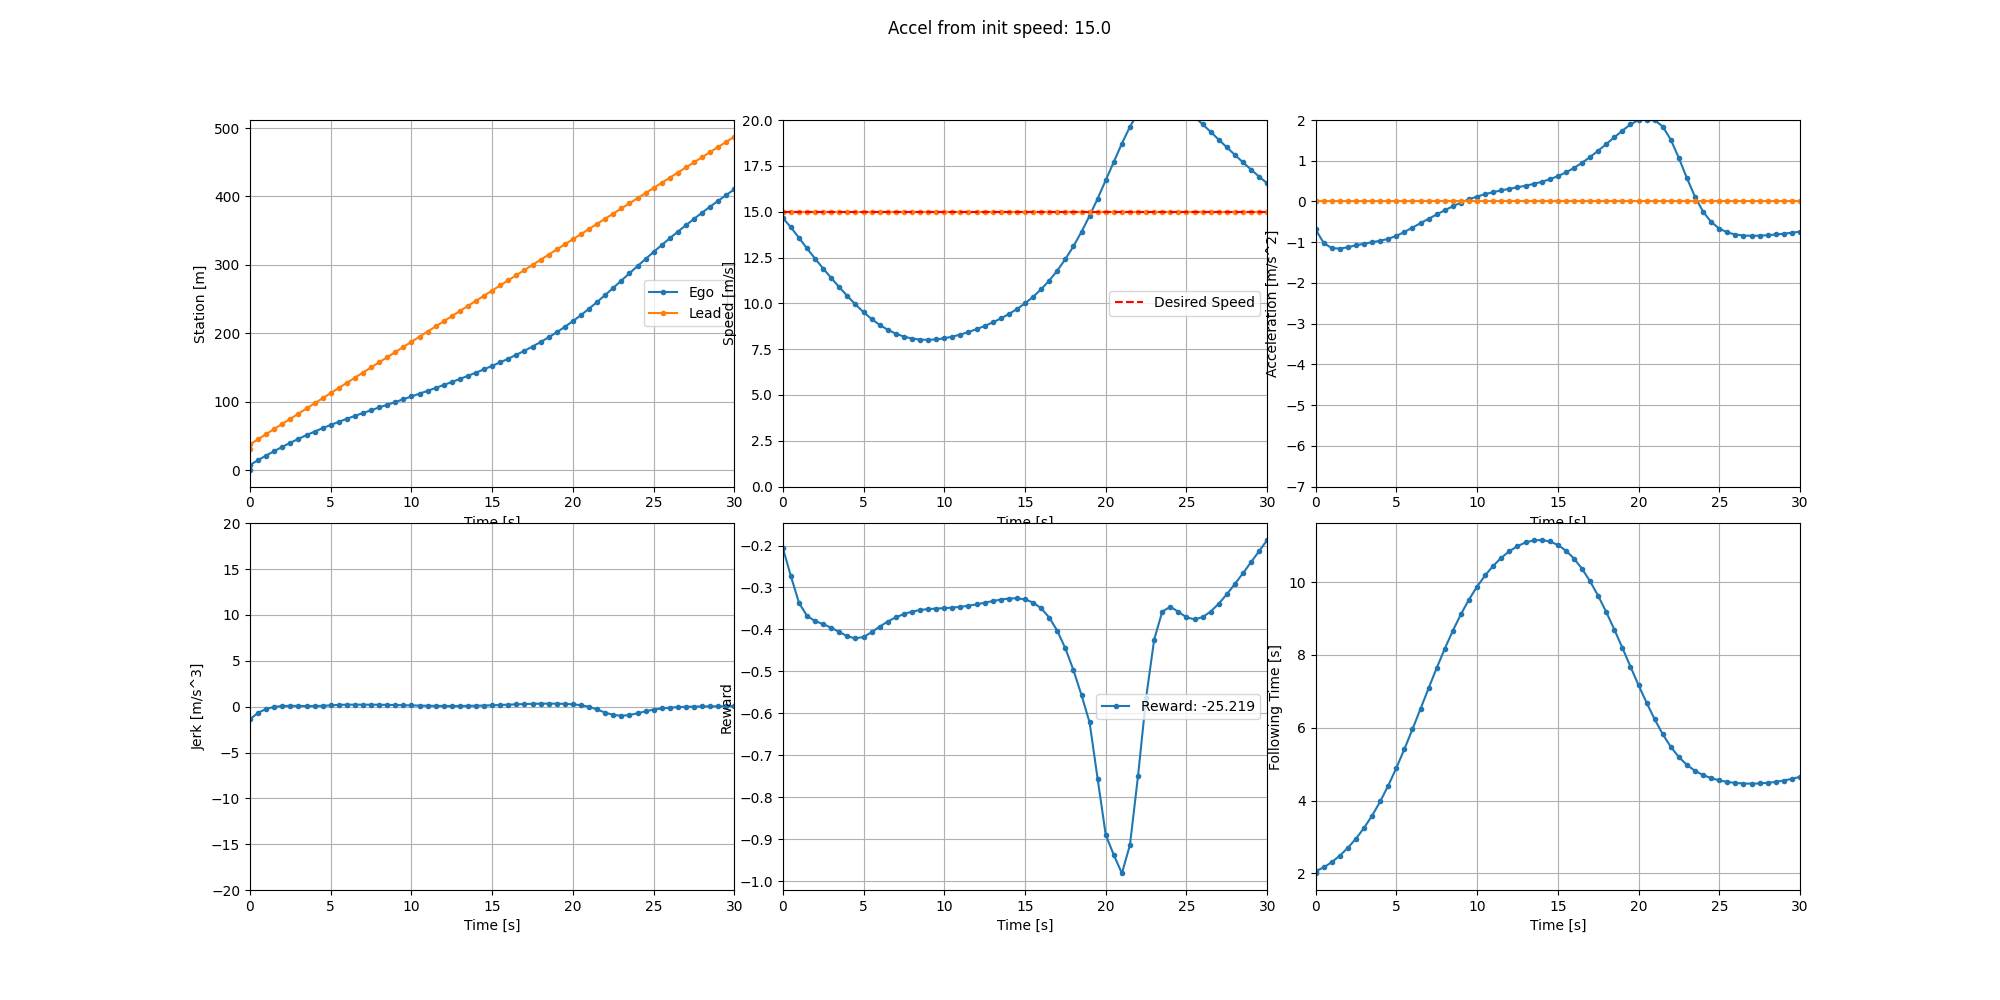 Accel from init speed: 15.0
Station [m]
500
400
300
200
100
0
0 5 10 15 20 25 30
Time [s]
Ego
Lead
Speed [m/s]
20.0
17.5
15.0
12.5
10.0
7.5
5.0
2.5
0.0
0 5 10 15 20 25 30
Time [s]
Desired Speed
Acceleration [m/s^2]
2
1
0
−1
−2
−3
−4
−5
−6
−7
0 5 10 15 20 25 30
Time [s]
Jerk [m/s^3]
20
15
10
5
0
−5
−10
−15
−20
0 5 10 15 20 25 30
Time [s]
Reward
−0.2
−0.3
−0.4
−0.5
−0.6
−0.7
−0.8
−0.9
−1.0
0 5 10 15 20 25 30
Time [s]
Reward: -25.219
Following Time [s]
10
8
6
4
2
0 5 10 15 20 25 30
Time [s]